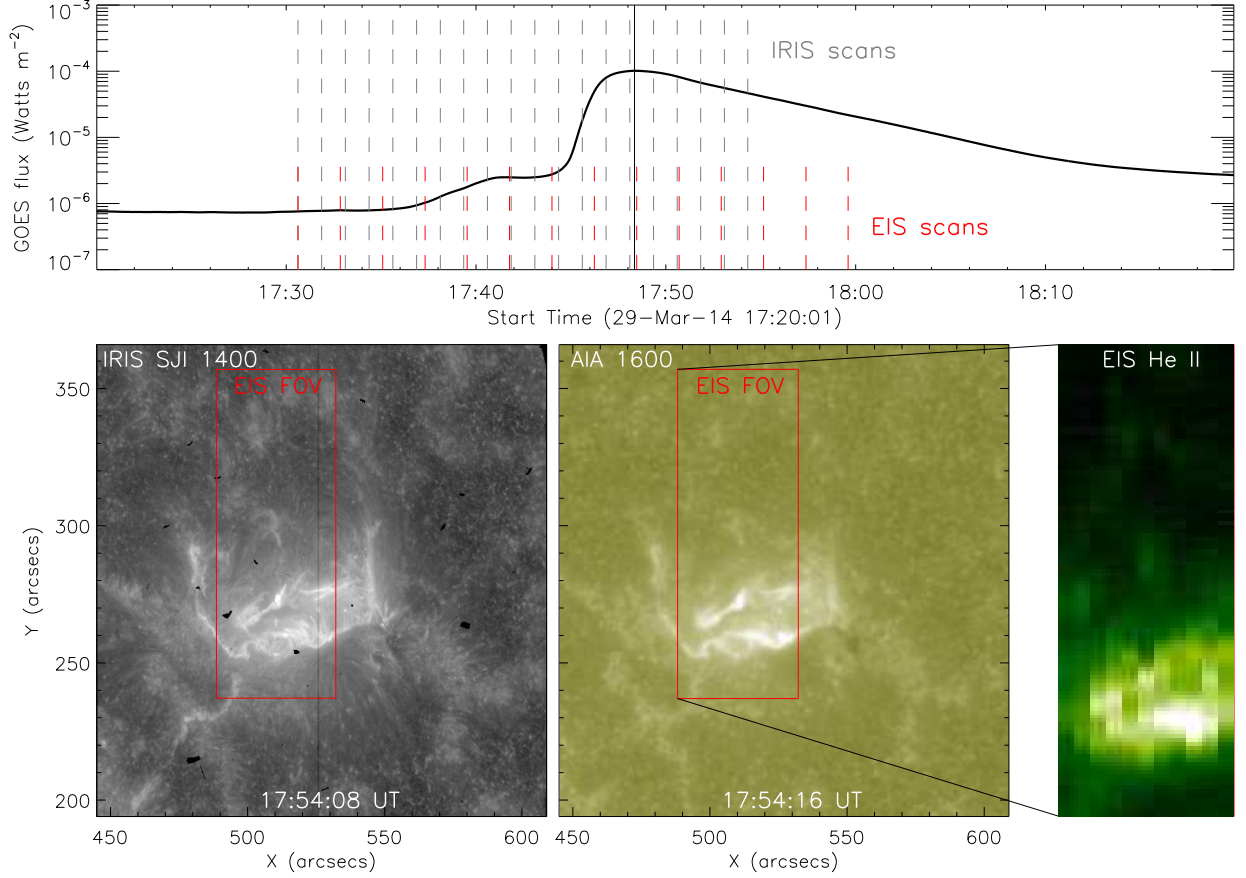 10⁻³
10⁻⁴
10⁻⁵
10⁻⁶
10⁻⁷
GOES flux (Watts m⁻²)
IRIS scans
EIS scans
17:30 17:40 17:50 18:00 18:10
Start Time (29-Mar-14 17:20:01)
IRIS SJI 1400
EIS FOV
17:54:08 UT
350
300
250
200
Y (arcsecs)
450 500 550 600
X (arcsecs)
AIA 1600
EIS FOV
17:54:16 UT
450 500 550 600
X (arcsecs)
EIS He II